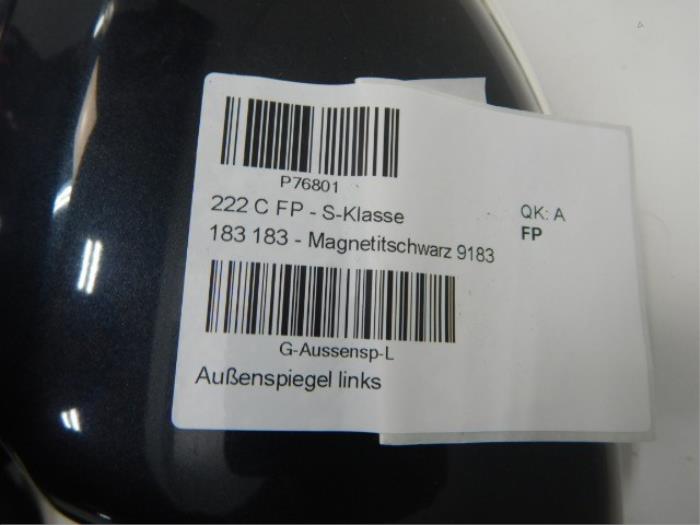 P76801
222 C FP - S-Klasse
QK: A
183 183 - Magnetitschwarz 9183
FP
G-Aussensp-L
Außenspiegel links